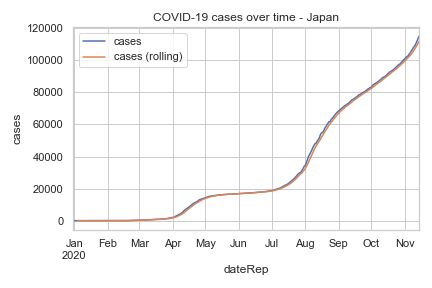 COVID-19 cases over time - Japan
cases
cases (rolling)
120000
100000
80000
60000
40000
20000
0
cases
Jan Feb Mar Apr May Jun Jul Aug Sep Oct Nov
2020
dateRep